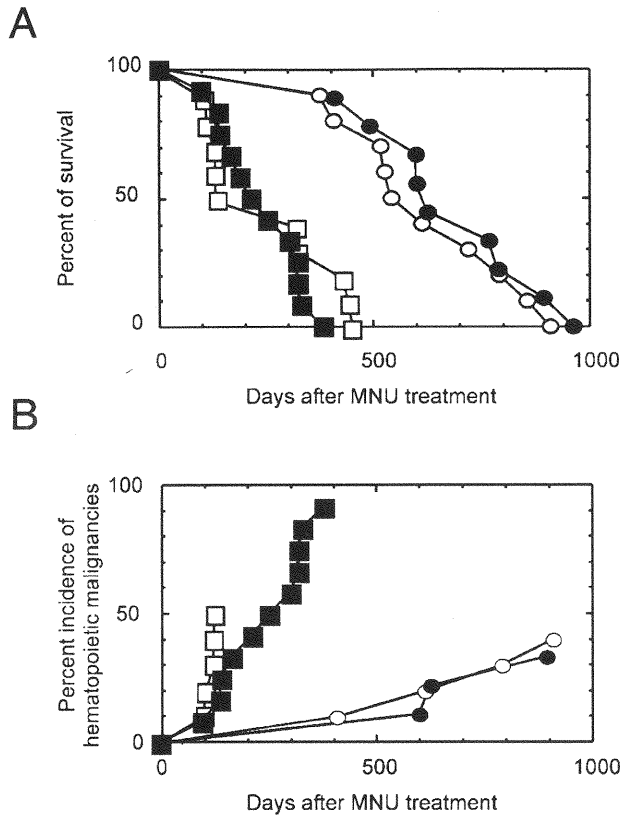 A
100
50
0
Percent of survival
0 500 1000
Days after MNU treatment
B
100
50
0
Percent incidence of
hematopoietic malignancies
0 500 1000
Days after MNU treatment